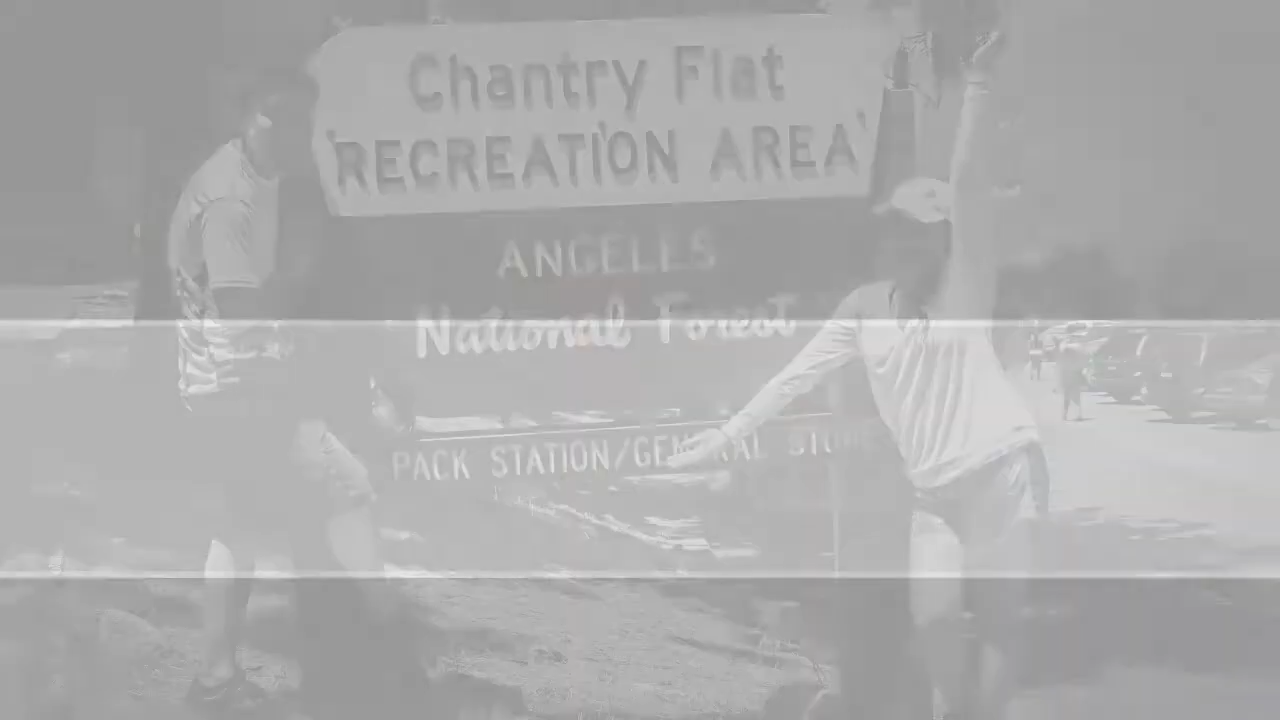 Chantry Flat
RECREATION AREA
ANGELES
National Forest
PACK STATION/GENERAL STORE